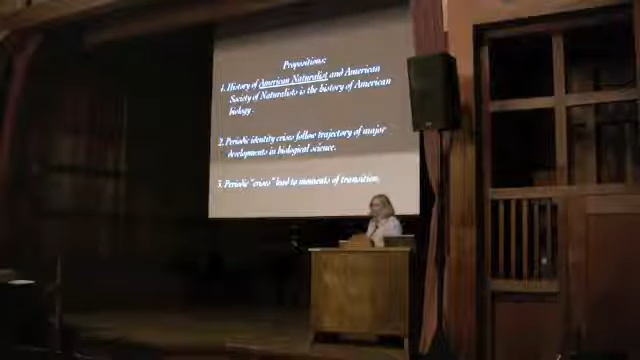 Propositions:
1. History of American Naturalist and American
Society of Naturalists is the history of American
biology.
2. Periodic identity crises follow trajectory of major
developments in biological science.
3. Periodic "crises" lead to moments of transition.